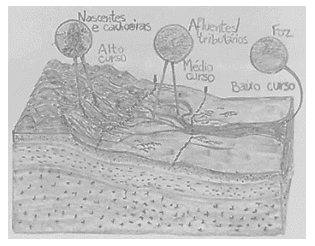 Nascentes
e cachoeiras
Alto
curso
Afluentes/
tributários
Médio
curso
Foz
Baixo curso